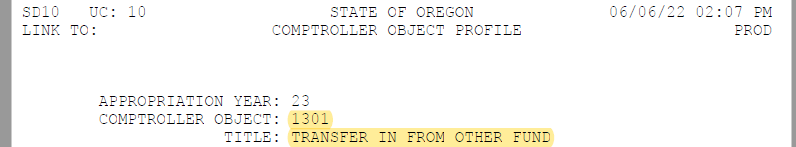 SD10 UC: 10 STATE OF OREGON 06/06/22 02:07 PM
LINK TO: COMPTROLLER OBJECT PROFILE PROD
APPROPRIATION YEAR: 23
COMPTROLLER OBJECT: 1301
TITLE: TRANSFER IN FROM OTHER FUND